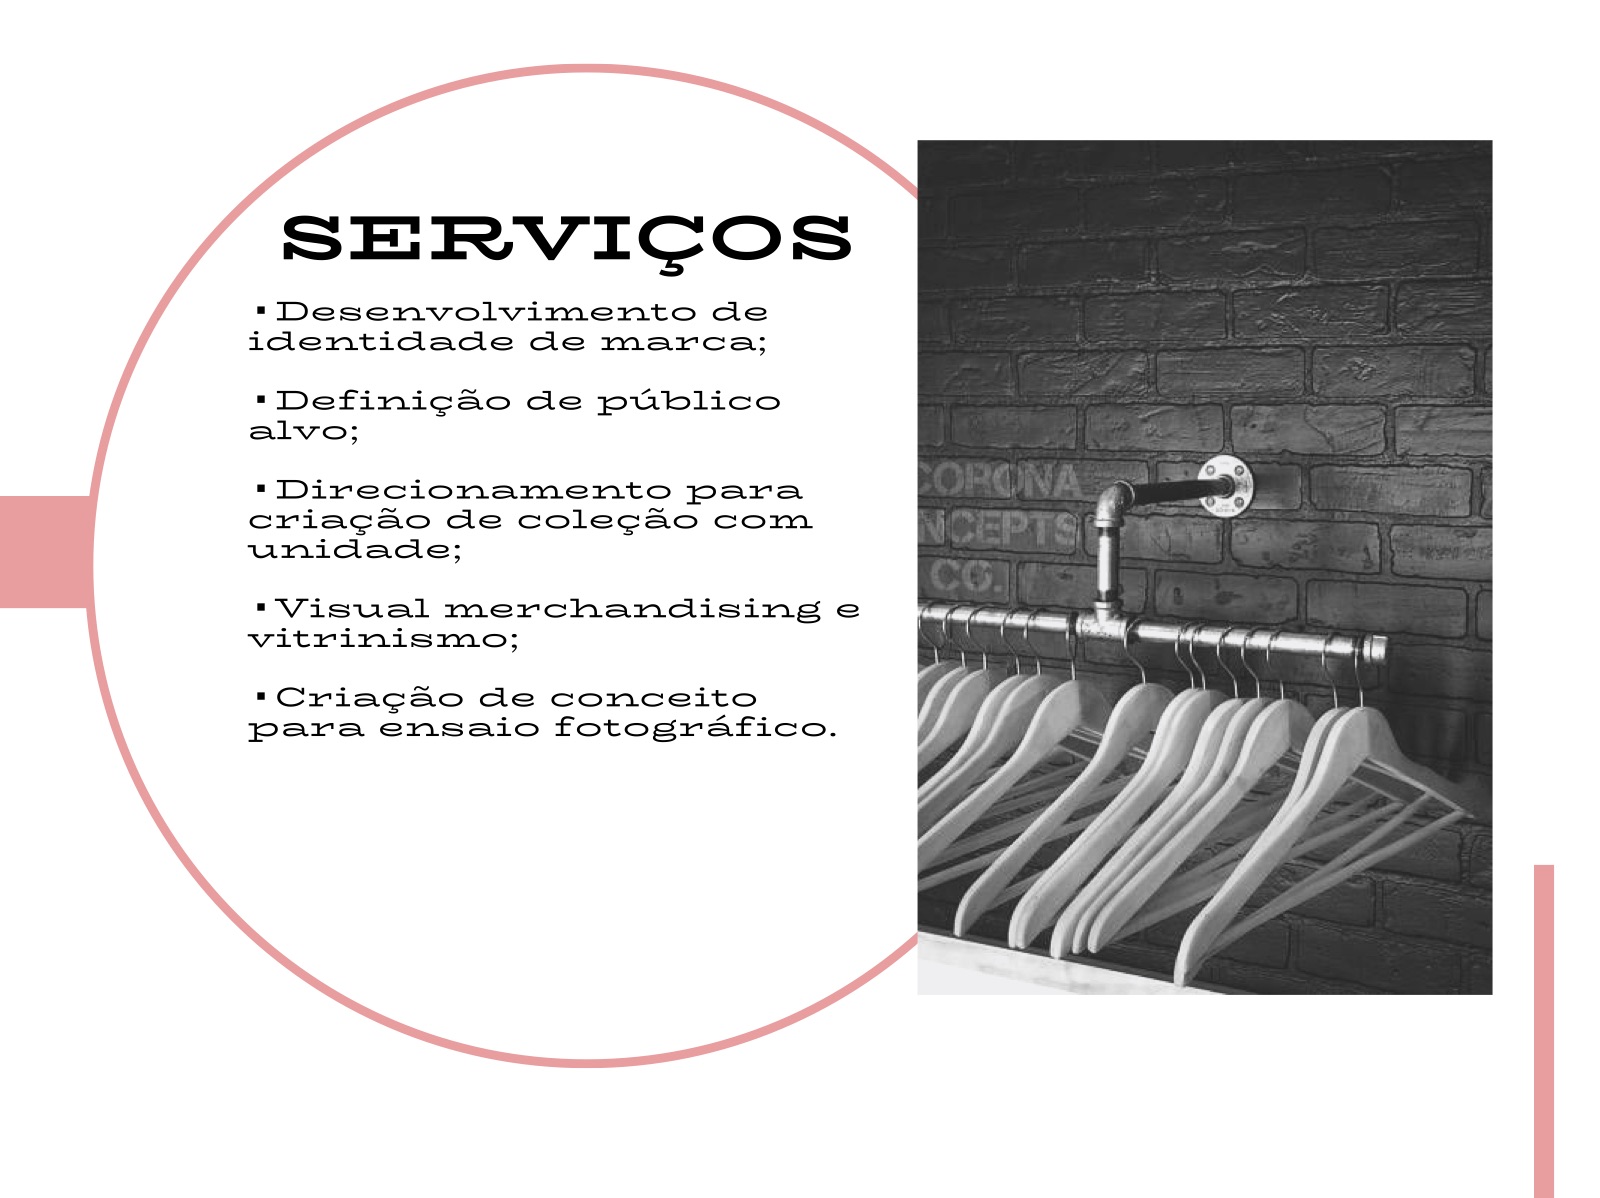 SERVIÇOS
▪ Desenvolvimento de
identidade de marca;
▪ Definição de público
alvo;
▪ Direcionamento para
criação de coleção com
unidade;
▪ Visual merchandising e
vitrinismo;
▪ Criação de conceito
para ensaio fotográfico.
CORONA
NCEPTS
CO.